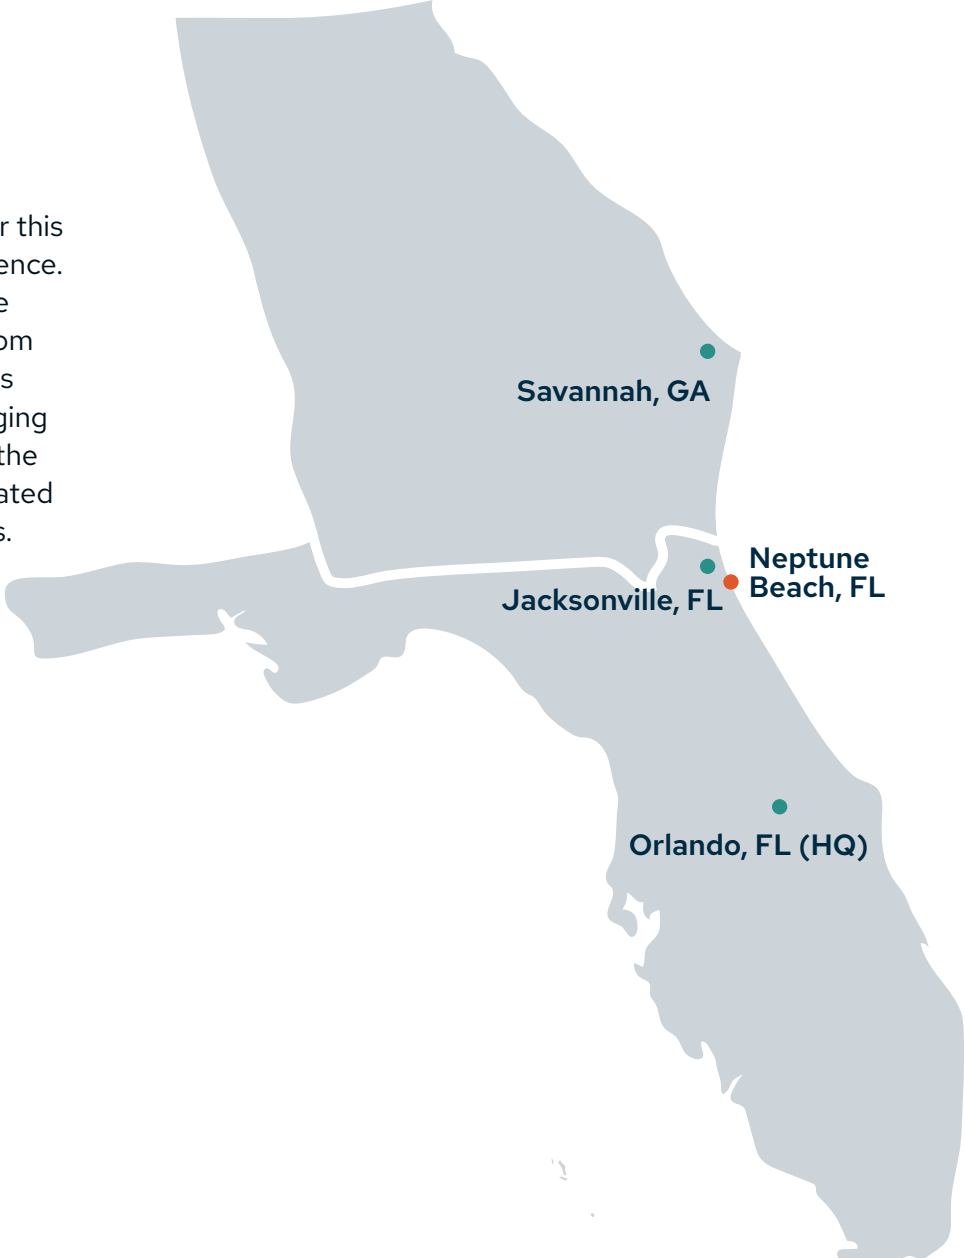 r this
ence.
e
om
s
ging
the
ated
s.
Savannah, GA
Neptune
Beach, FL
Jacksonville, FL
Orlando, FL (HQ)